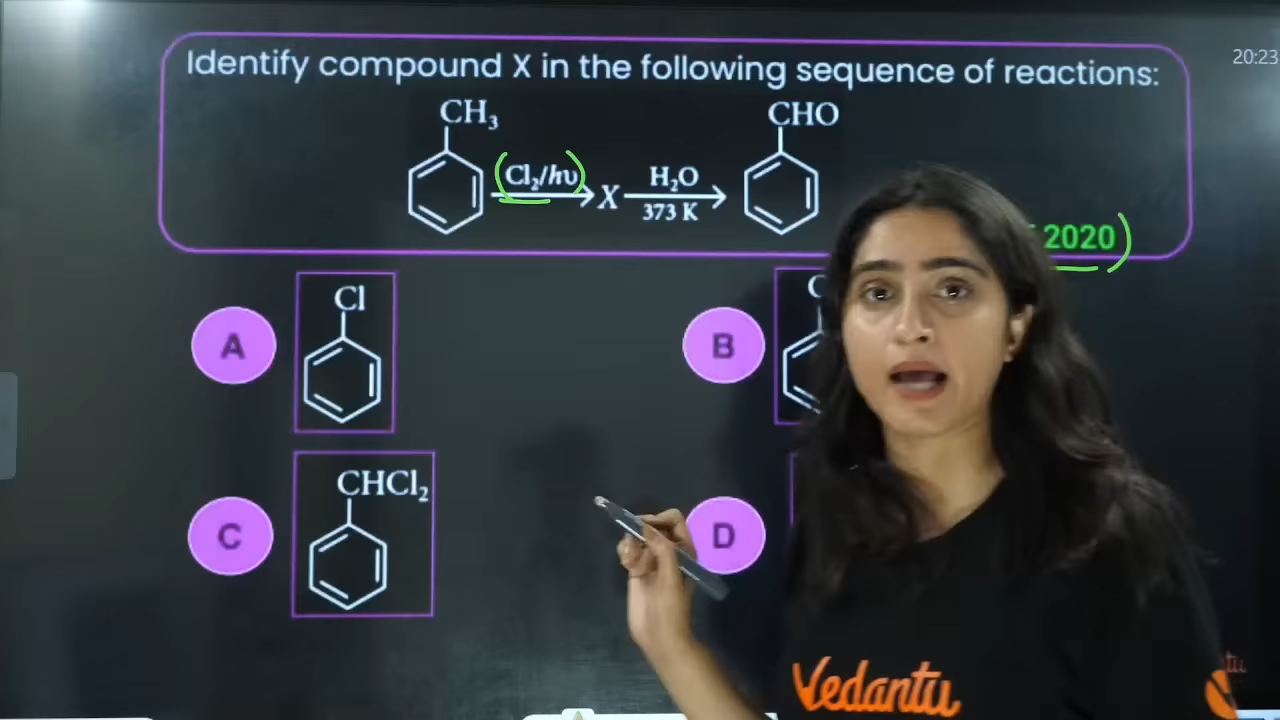 20:23
Identify compound X in the following sequence of reactions:
CH₃
Cl₂/hυ
X
H₂O
373 K
CHO
2020)
A
Cl
B
C
CHCl₂
D
Vedantu